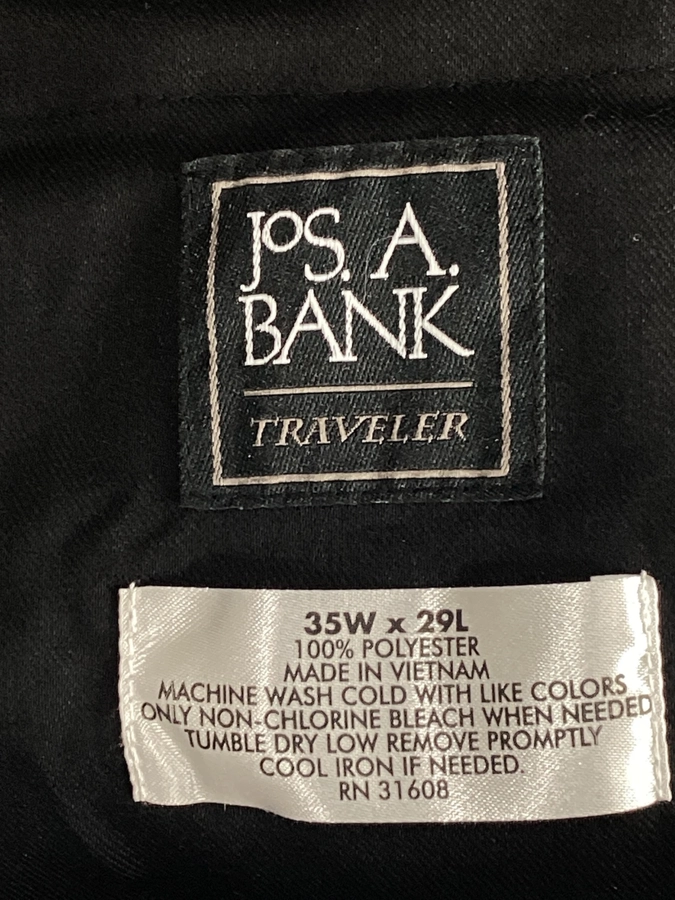 JOS. A.
BANK
TRAVELER
35W x 29L
100% POLYESTER
MADE IN VIETNAM
MACHINE WASH COLD WITH LIKE COLORS
ONLY NON-CHLORINE BLEACH WHEN NEEDED
TUMBLE DRY LOW REMOVE PROMPTLY
COOL IRON IF NEEDED.
RN 31608